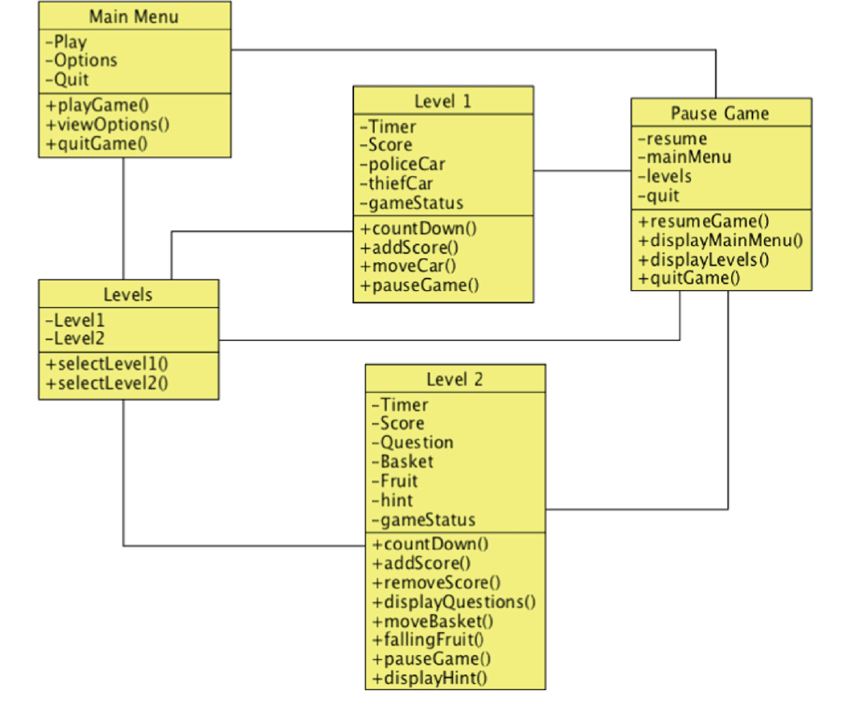 Main Menu
-Play
-Options
-Quit
+playGame()
+viewOptions()
+quitGame()
Level 1
-Timer
-Score
-policeCar
-thiefCar
-gameStatus
+countDown()
+addScore()
+moveCar()
+pauseGame()
Pause Game
-resume
-mainMenu
-levels
-quit
+resumeGame()
+displayMainMenu()
+displayLevels()
+quitGame()
Levels
-Level1
-Level2
+selectLevel1()
+selectLevel2()
Level 2
-Timer
-Score
-Question
-Basket
-Fruit
-hint
-gameStatus
+countDown()
+addScore()
+removeScore()
+displayQuestions()
+moveBasket()
+fallingFruit()
+pauseGame()
+displayHint()